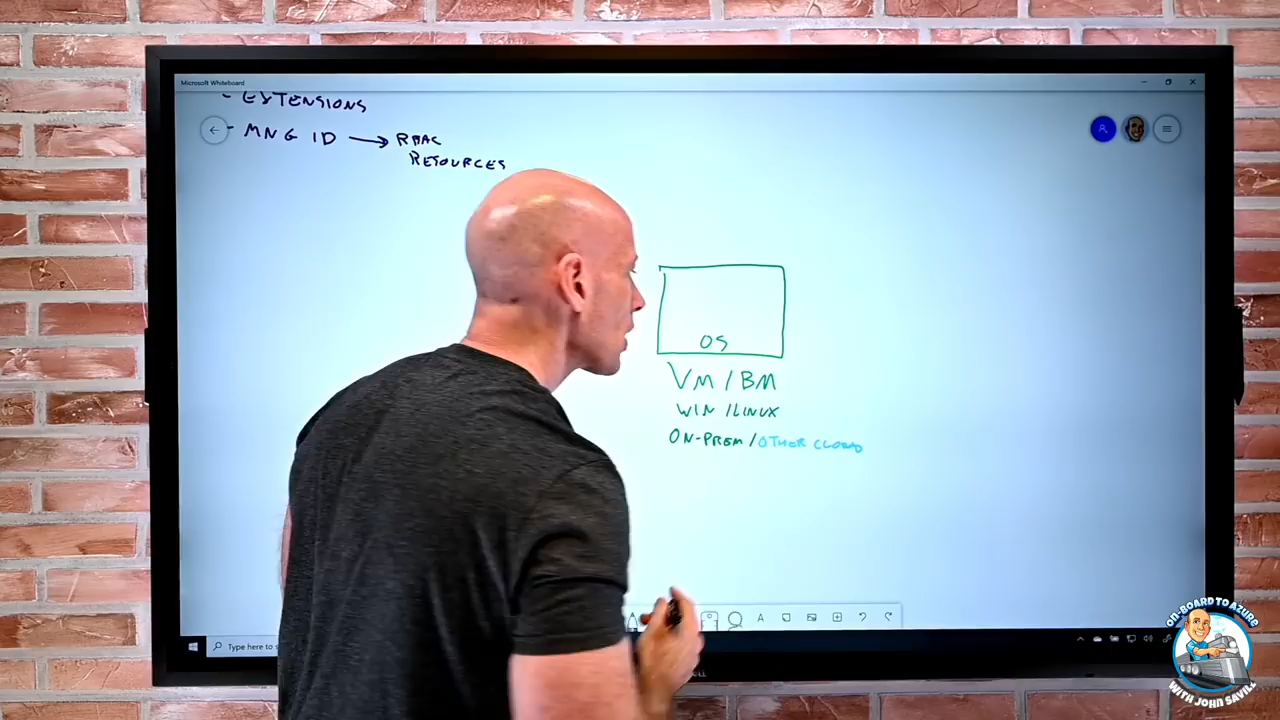 Microsoft Whiteboard
- EXTENSIONS
- MNG ID → RBAC
RESOURCES
OS
VM / BM
WIN / LINUX
ON-PREM / OTHER CLOUD
A
Type here to s
ON-BOARD TO AZURE
WITH JOHN SAVILL